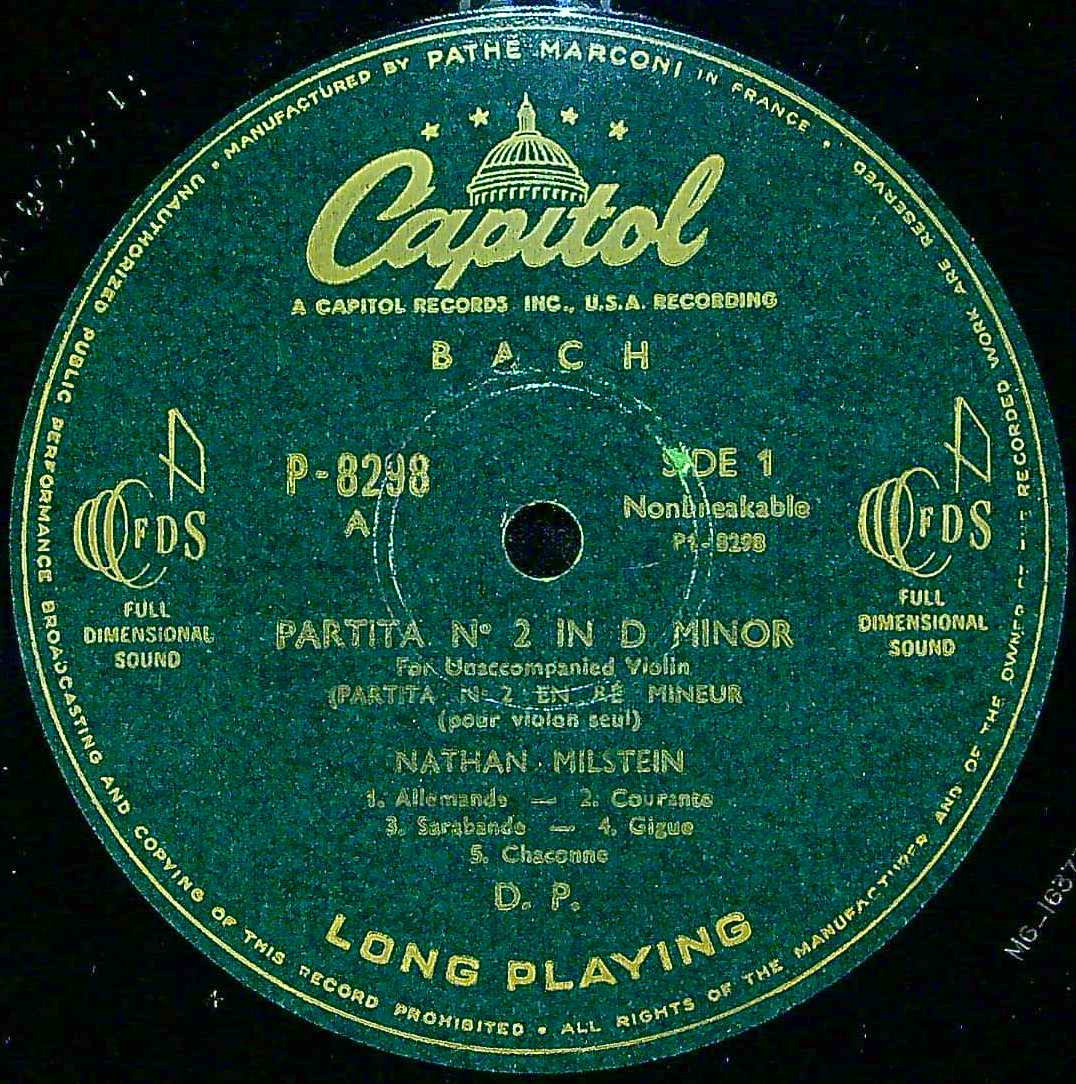 MANUFACTURED BY PATHÉ MARCONI IN FRANCE •
Capitol
A CAPITOL RECORDS INC., U.S.A. RECORDING
BACH
P-8298
A
SIDE 1
Nonbreakable
P1-8298
FDS
FULL
DIMENSIONAL
SOUND
FDS
FULL
DIMENSIONAL
SOUND
PARTITA Nº 2 IN D MINOR
For Unaccompanied Violin
(PARTITA Nº 2 EN RÉ MINEUR
(pour violon seul)
NATHAN MILSTEIN
1. Allemande — 2. Courante
3. Sarabande — 4. Gigue
5. Chaconne
D. P.
LONG PLAYING
• UNAUTHORIZED PUBLIC PERFORMANCE BROADCASTING AND COPYING OF THIS RECORD PROHIBITED • ALL RIGHTS OF THE MANUFACTURER AND OF THE OWNER OF RECORDED WORK ARE RESERVED